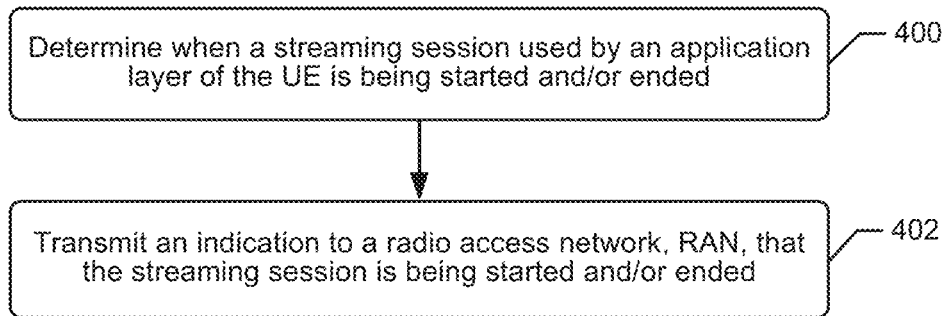 Determine when a streaming session used by an application
layer of the UE is being started and/or ended
400
Transmit an indication to a radio access network, RAN, that
the streaming session is being started and/or ended
402